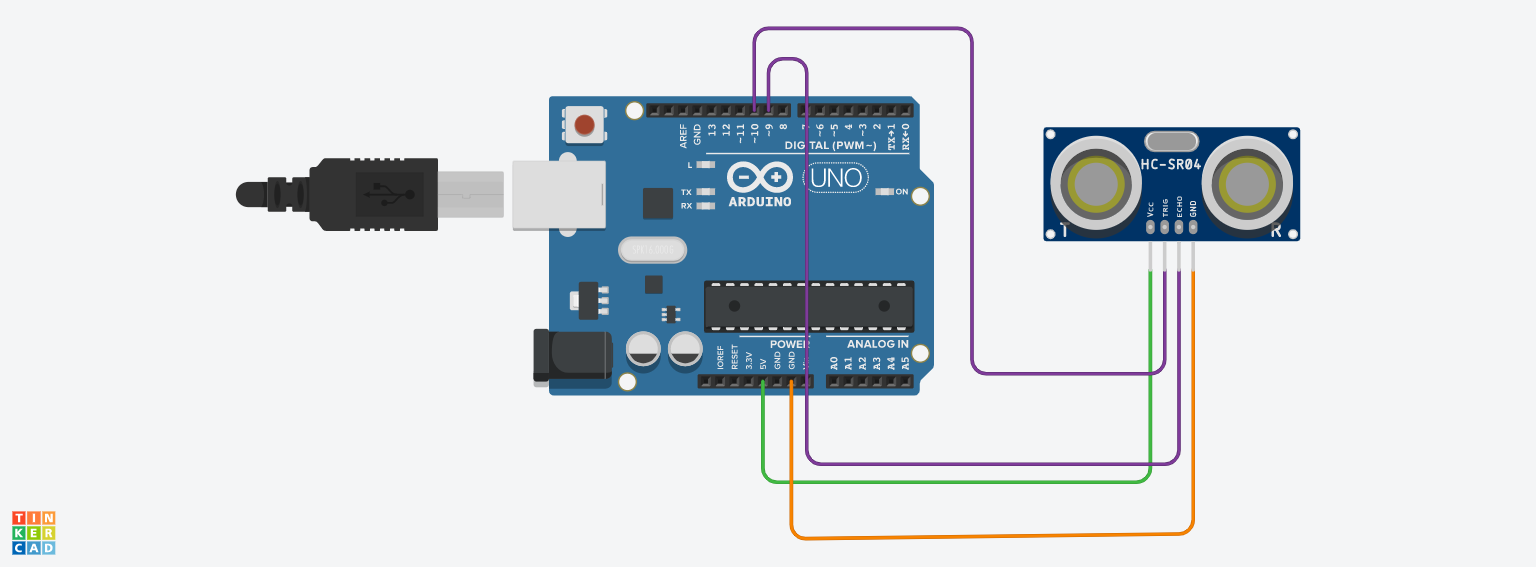 AREF
GND
13
12
~11
~10
~9
8
~6
~5
4
~3
2
TX→1
RX←0
DIGITAL (PWM~)
L
TX
RX
ARDUINO
UNO
ON
HC-SR04
Vcc
TRIG
ECHO
GND
T
R
POWER
ANALOG IN
IOREF
RESET
3.3V
5V
GND
GND
A0
A1
A2
A3
A4
A5
TIN
KER
CAD